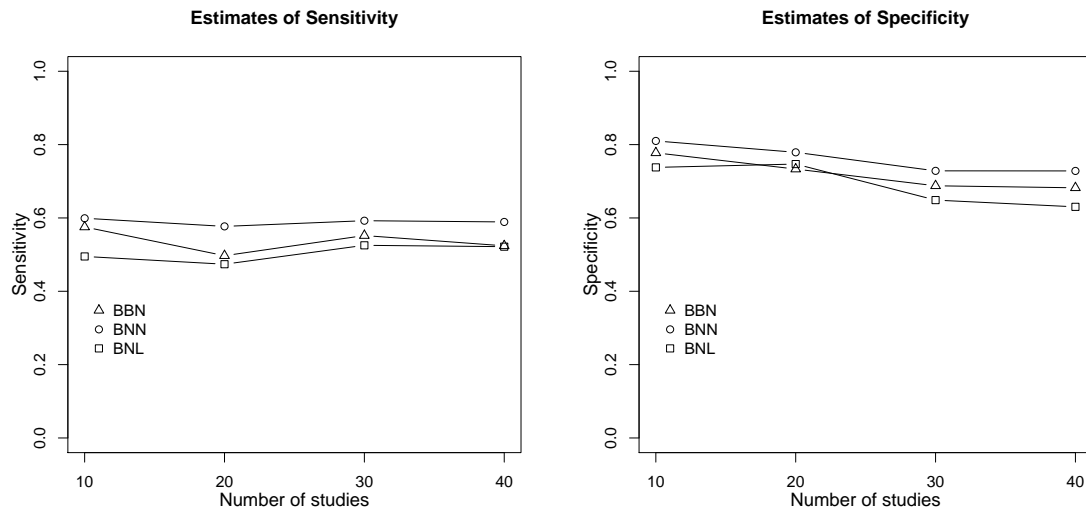 Estimates of Sensitivity
1.0
0.8
0.6
0.4
0.2
0.0
Sensitivity
BBN
BNN
BNL
10 20 30 40
Number of studies
Estimates of Specificity
1.0
0.8
0.6
0.4
0.2
0.0
Specificity
BBN
BNN
BNL
10 20 30 40
Number of studies